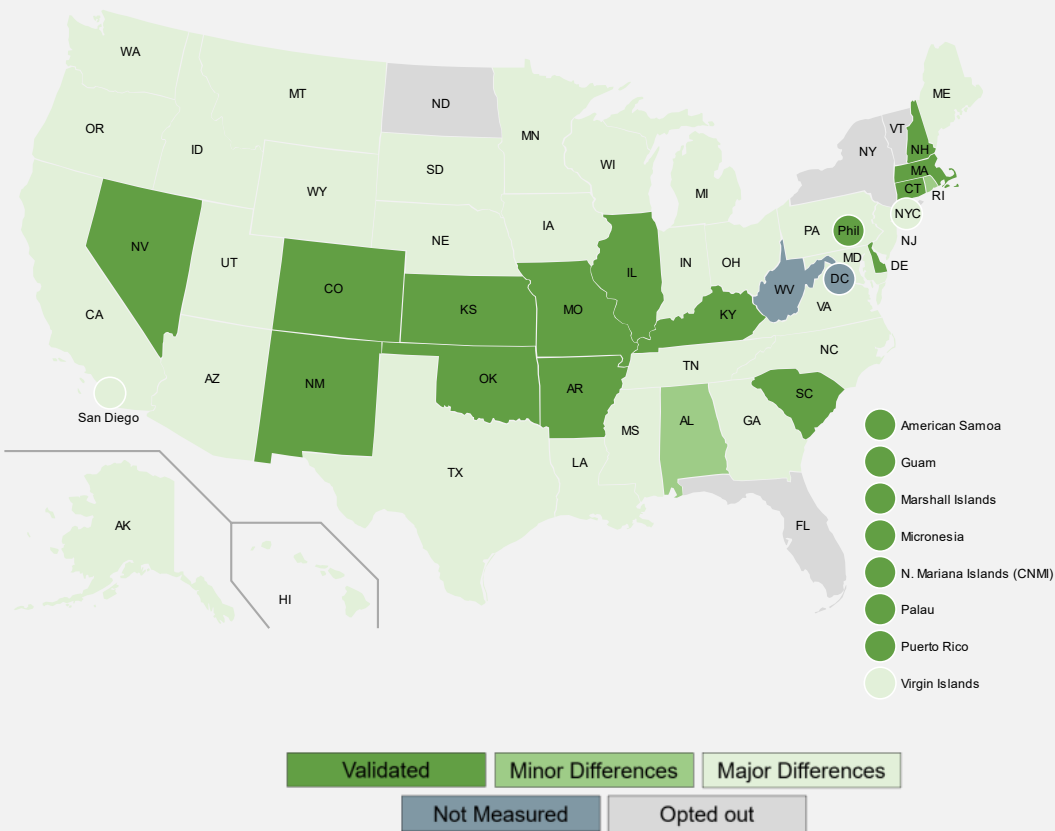 WA
MT
ND
ME
OR
MN
VT
ID
NH
NY
WI
SD
MA
WY
CT
MI
RI
NYC
IA
PA
Phil
NE
NJ
NV
MD
UT
IN
OH
DE
IL
DC
CO
WV
KS
MO
VA
CA
KY
NC
TN
AZ
NM
OK
AR
SC
San Diego
AL
GA
MS
American Samoa
LA
Guam
TX
Marshall Islands
AK
FL
Micronesia
N. Mariana Islands (CNMI)
HI
Palau
Puerto Rico
Virgin Islands
Validated
Minor Differences
Major Differences
Not Measured
Opted out